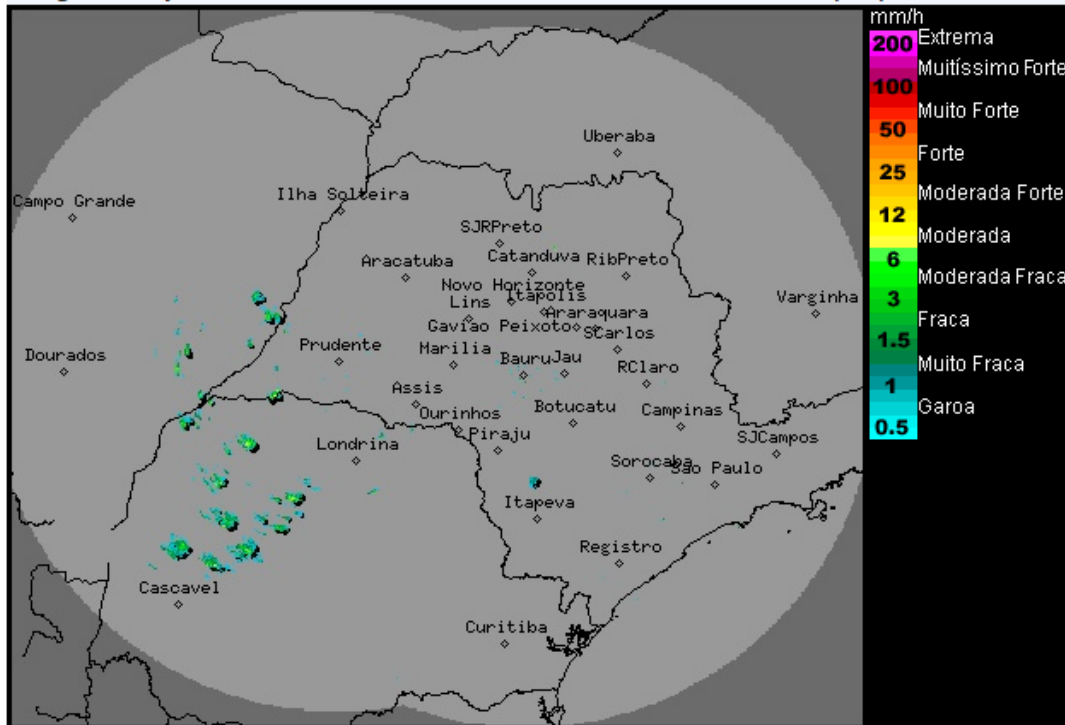 mm/h
200 Extrema
Muitíssimo Forte
100
Muito Forte
50
Forte
25
Moderada Forte
12
Moderada
6
Moderada Fraca
3
Fraca
1.5
Muito Fraca
1
Garoa
0.5
Uberaba
Campo Grande
Ilha Solteira
SJRPreto
Catanduva
RibPreto
Aracatuba
Novo Horizonte
Itapolis
Lins
Araraquara
Varginha
Gaviao Peixoto
SCarlos
Prudente
Marilia
Dourados
Bauru
Jau
RClaro
Assis
Ourinhos
Botucatu
Campinas
Piraju
Londrina
SJCampos
Sorocaba
Sao Paulo
Itapeva
Registro
Cascavel
Curitiba